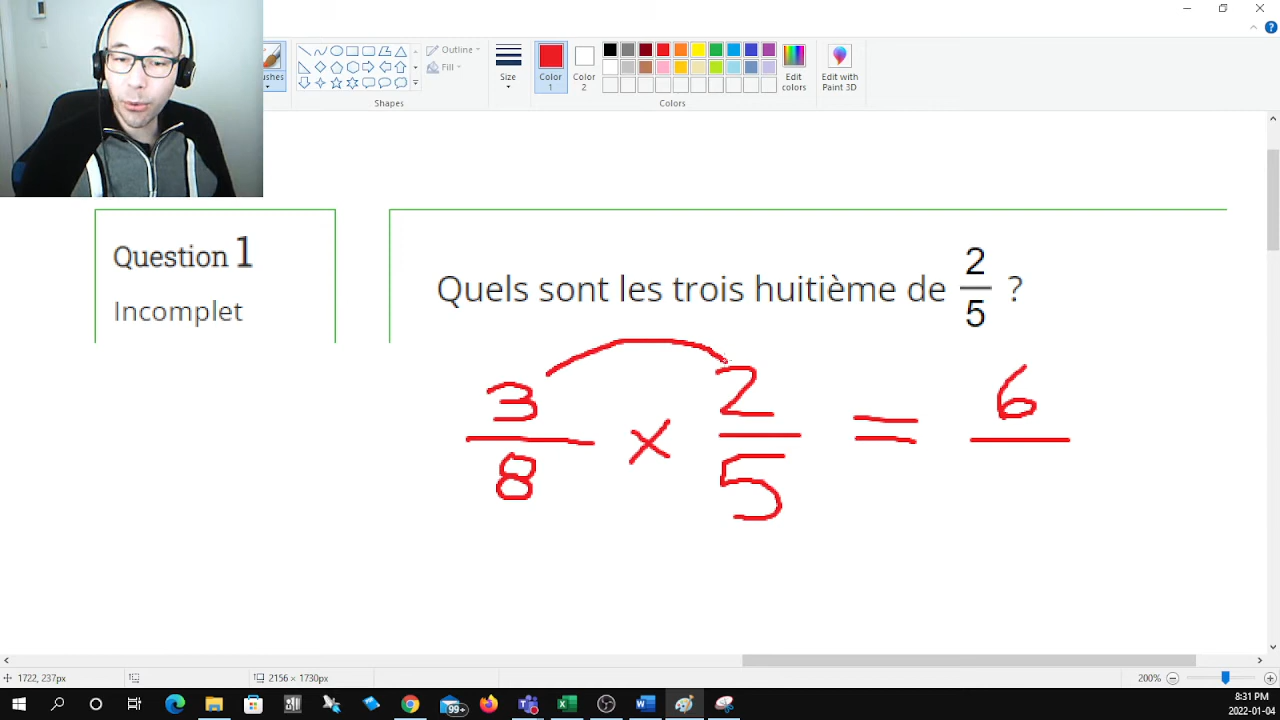 Outline
Fill
ushes
Shapes
Size
Color
1
Color
2
Edit
colors
Edit with
Paint 3D
Colors
Question 1
Incomplet
Quels sont les trois huitième de 2/5 ?
3/8 × 2/5 = 6
1722, 237px
2156 × 1730px
200%
99+
8:31 PM
2022-01-04